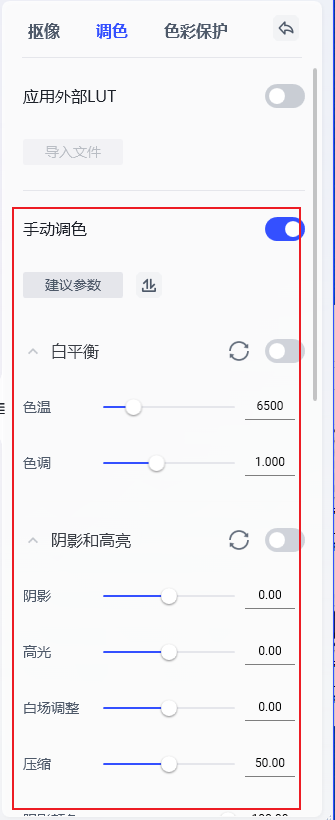 抠像 调色 色彩保护
应用外部LUT
导入文件
手动调色
建议参数
白平衡
色温 6500
色调 1.000
阴影和高亮
阴影 0.00
高光 0.00
白场调整 0.00
压缩 50.00